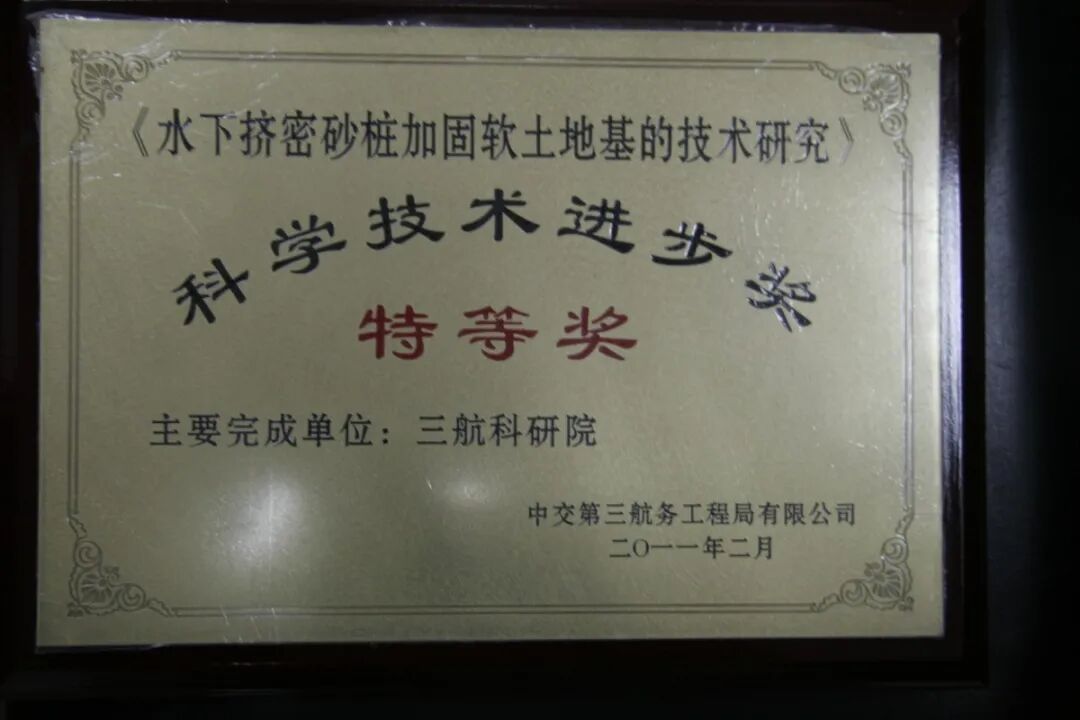 《水下挤密砂桩加固软土地基的技术研究》
科学技术进步奖
特等奖
主要完成单位：三航科研院
中交第三航务工程局有限公司
二〇一一年二月